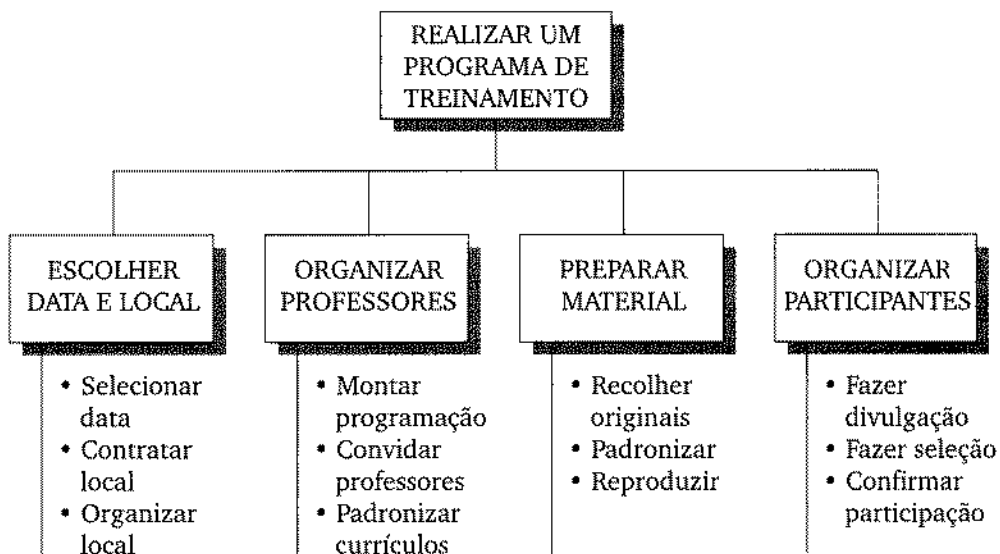 REALIZAR UM
PROGRAMA DE
TREINAMENTO
ESCOLHER
DATA E LOCAL
• Selecionar
data
• Contratar
local
• Organizar
local
ORGANIZAR
PROFESSORES
• Montar
programação
• Convidar
professores
• Padronizar
currículos
PREPARAR
MATERIAL
• Recolher
originais
• Padronizar
• Reproduzir
ORGANIZAR
PARTICIPANTES
• Fazer
divulgação
• Fazer seleção
• Confirmar
participação